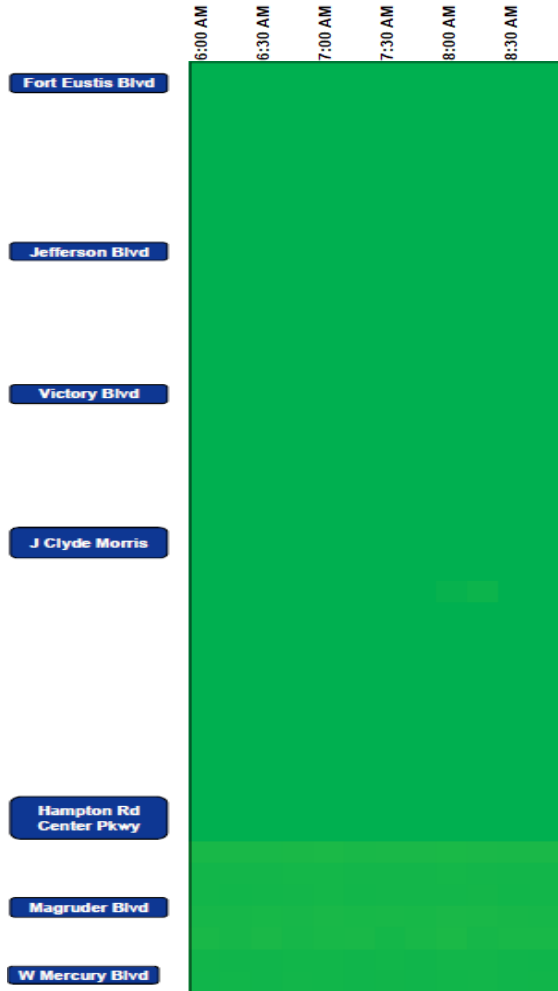 6:00 AM
6:30 AM
7:00 AM
7:30 AM
8:00 AM
8:30 AM
Fort Eustis Blvd
Jefferson Blvd
Victory Blvd
J Clyde Morris
Hampton Rd
Center Pkwy
Magruder Blvd
W Mercury Blvd